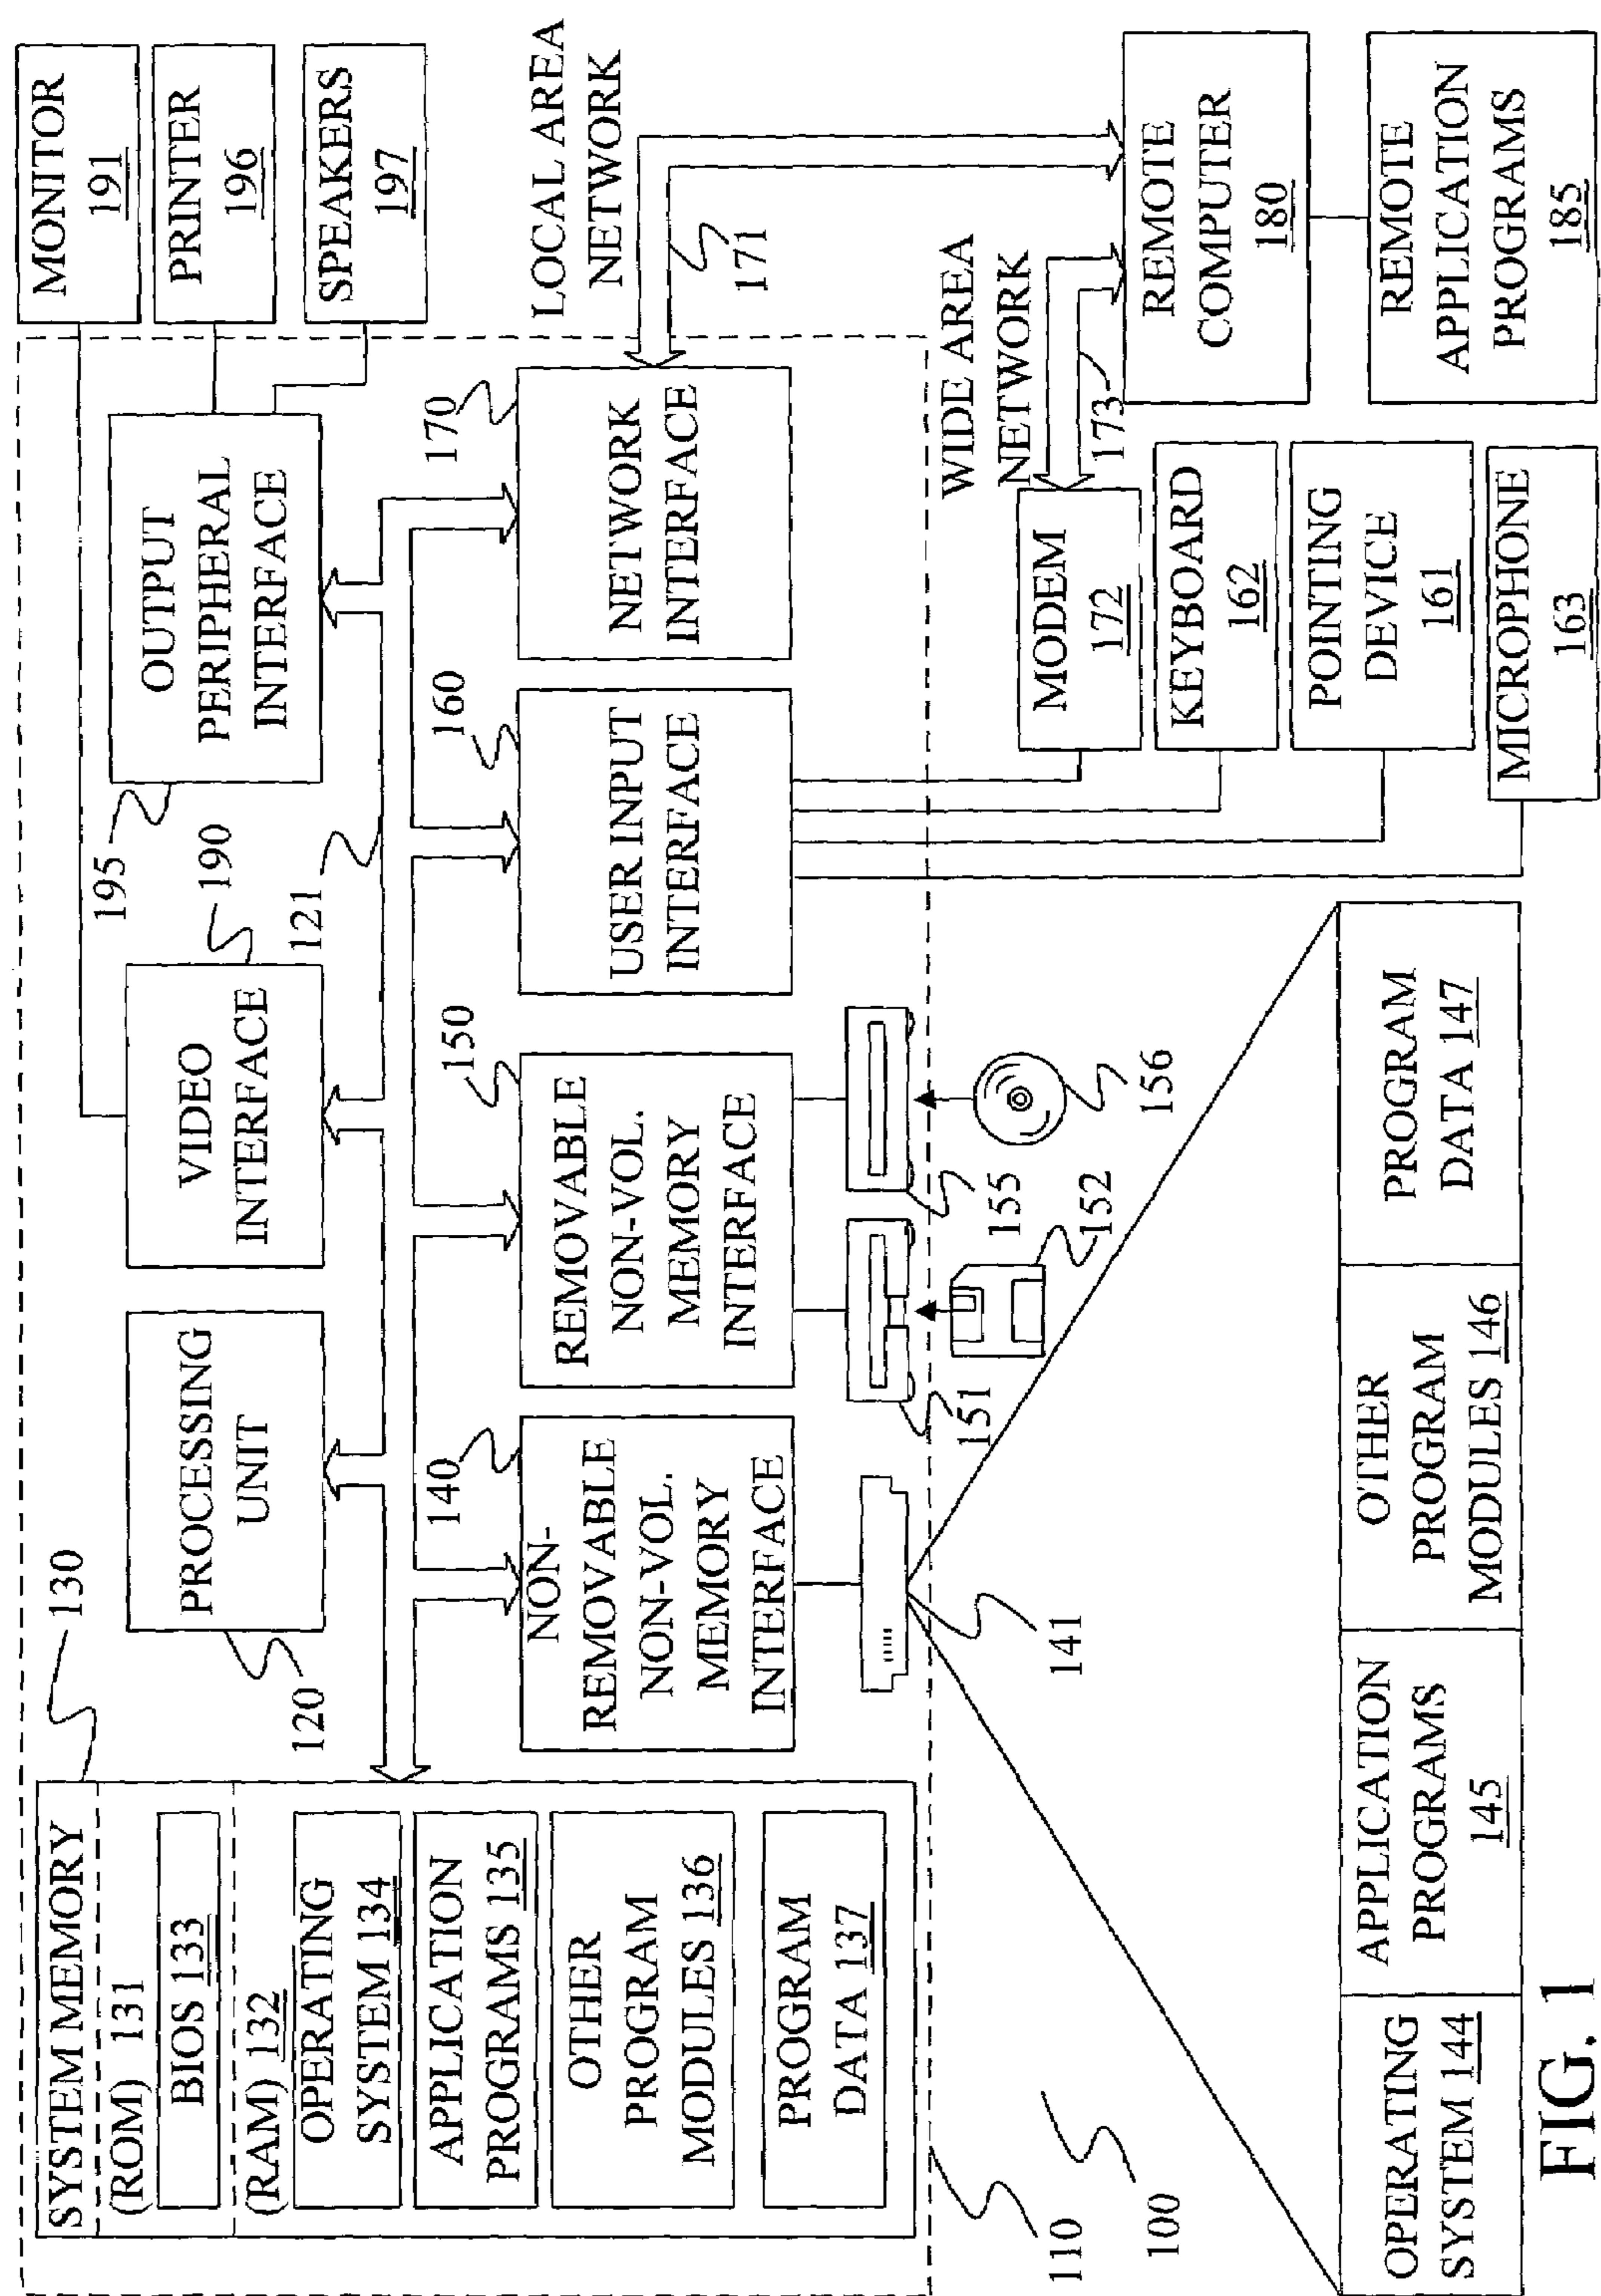 SYSTEM MEMORY
(ROM) 131
BIOS 133
(RAM) 132
OPERATING
SYSTEM 134
APPLICATION
PROGRAMS 135
OTHER
PROGRAM
MODULES 136
PROGRAM
DATA 137
130
PROCESSING
UNIT
120
VIDEO
INTERFACE
190
121
OUTPUT
PERIPHERAL
INTERFACE
195
MONITOR
191
PRINTER
196
SPEAKERS
197
NON-
REMOVABLE
NON-VOL.
MEMORY
INTERFACE
140
REMOVABLE
NON-VOL.
MEMORY
INTERFACE
150
USER INPUT
INTERFACE
160
NETWORK
INTERFACE
170
LOCAL AREA
NETWORK
171
141
151
152
155
156
WIDE AREA
NETWORK
173
MODEM
172
KEYBOARD
162
POINTING
DEVICE
161
MICROPHONE
163
REMOTE
COMPUTER
180
REMOTE
APPLICATION
PROGRAMS
185
110
100
OPERATING
SYSTEM 144
APPLICATION
PROGRAMS
145
OTHER
PROGRAM
MODULES 146
PROGRAM
DATA 147
FIG. 1